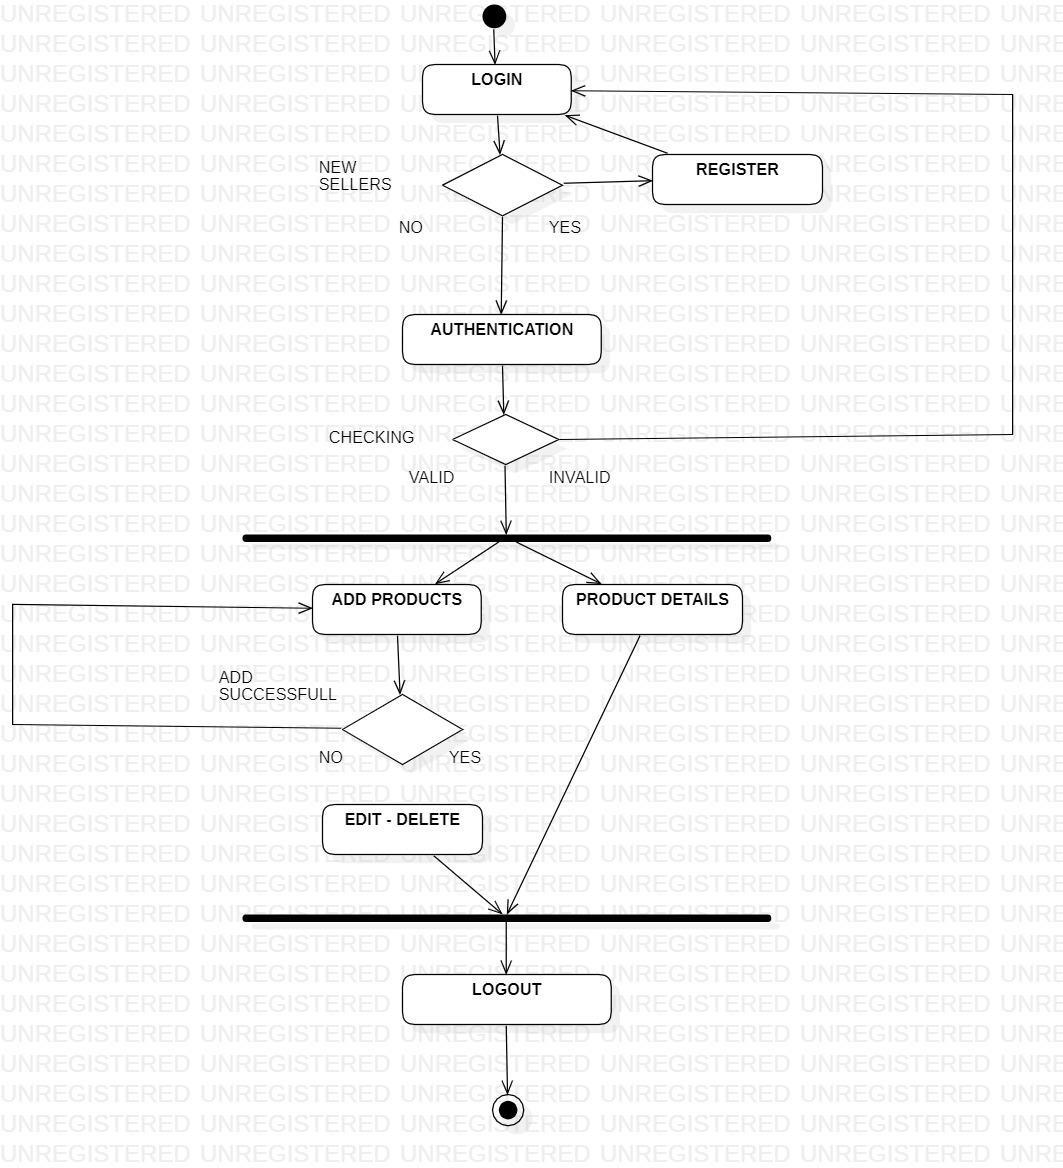 LOGIN
NEW
SELLERS
REGISTER
NO
YES
AUTHENTICATION
CHECKING
VALID
INVALID
ADD PRODUCTS
PRODUCT DETAILS
ADD
SUCCESSFULL
NO
YES
EDIT - DELETE
LOGOUT
UNREGISTERED